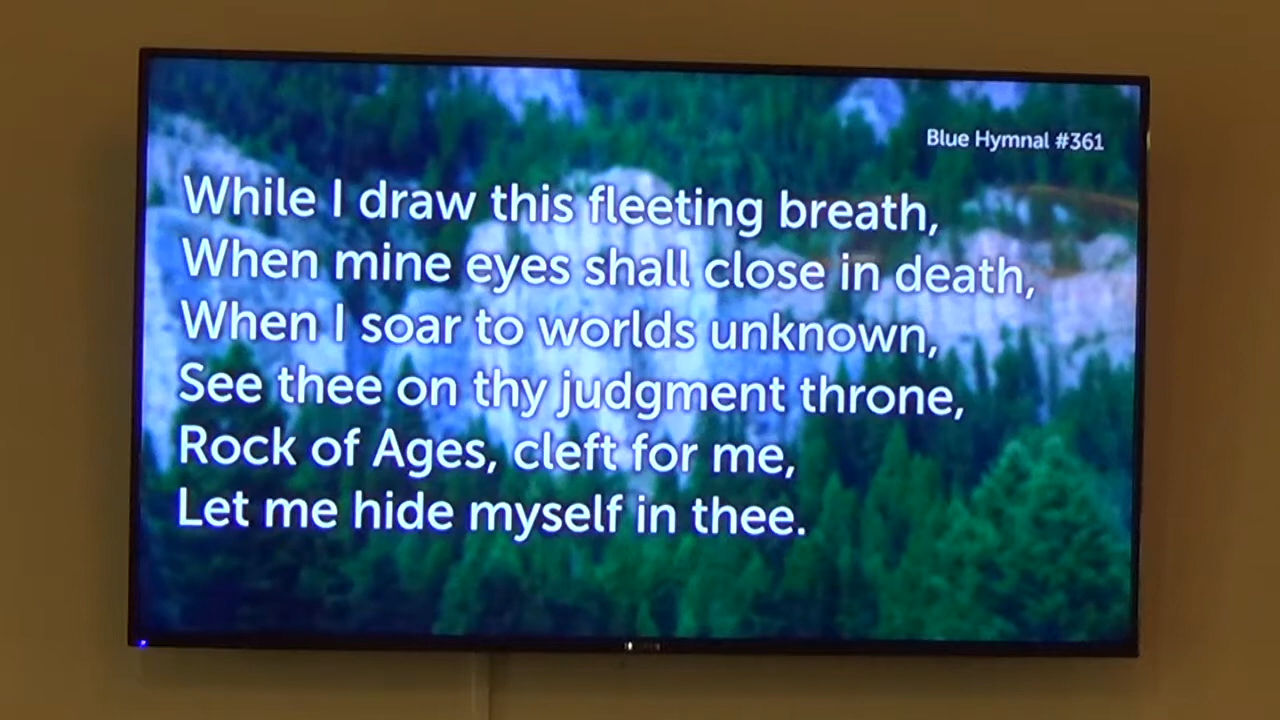 Blue Hymnal #361
While I draw this fleeting breath,
When mine eyes shall close in death,
When I soar to worlds unknown,
See thee on thy judgment throne,
Rock of Ages, cleft for me,
Let me hide myself in thee.